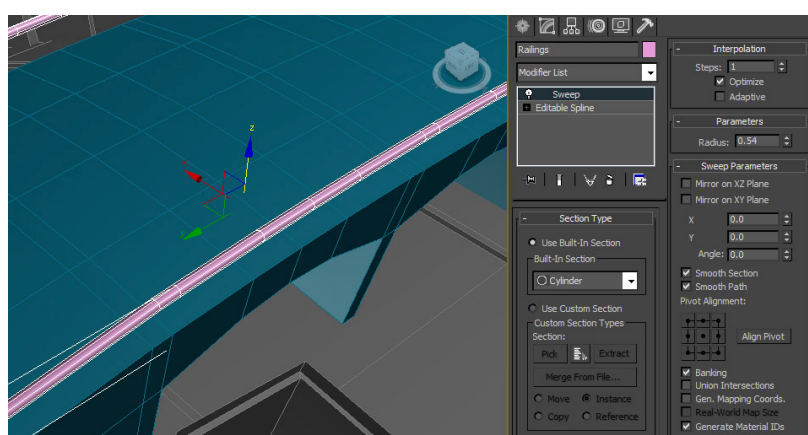 z
Railings
Modifier List
Sweep
Editable Spline
- Section Type
Use Built-In Section
Built-In Section
Cylinder
Use Custom Section
Custom Section Types
Section:
Pick Extract
Merge From File...
Move Instance
Copy Reference
- Interpolation
Steps: 1
Optimize
Adaptive
- Parameters
Radius: 0.54
- Sweep Parameters
Mirror on XZ Plane
Mirror on XY Plane
X 0.0
Y 0.0
Angle: 0.0
Smooth Section
Smooth Path
Pivot Alignment:
Align Pivot
Banking
Union Intersections
Gen. Mapping Coords.
Real-World Map Size
Generate Material IDs